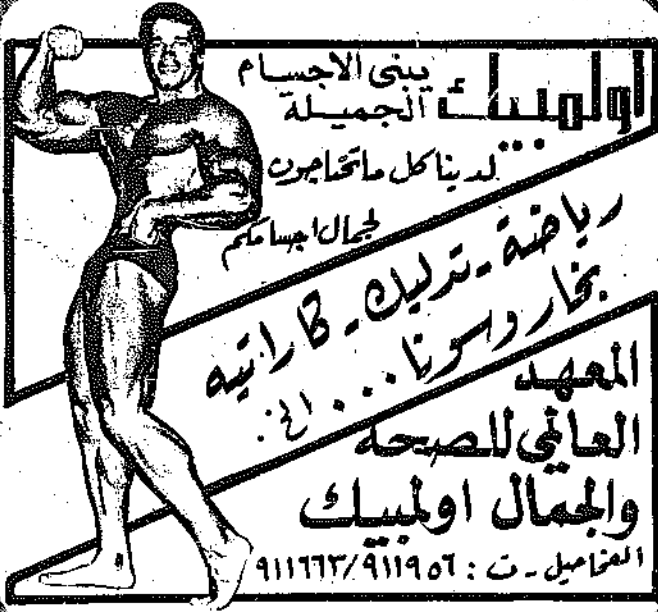 اولمبيك يبنى الاجسام
الجميلة
... لدينا كل ماتحتاجون
لجمال اجسامكم
رياضة - تدليك - كاراتيه
بخار وسونا ... الخ.
المعهد
العالمي للصحة
والجمال اولمبيك
الفحاحيل - ت : ٩١١٩٥٦/٩١١٦٦٣